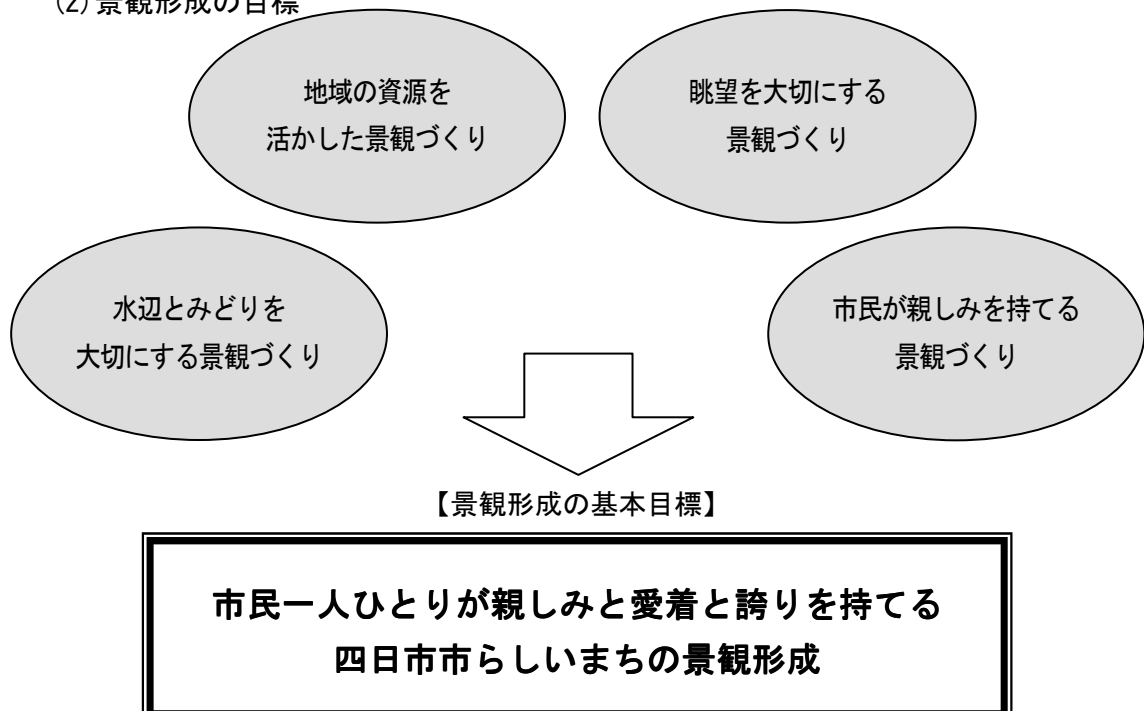 (2)景観形成の目標
地域の資源を
活かした景観づくり
眺望を大切にする
景観づくり
水辺とみどりを
大切にする景観づくり
市民が親しみを持てる
景観づくり
【景観形成の基本目標】
市民一人ひとりが親しみと愛着と誇りを持てる
四日市市らしいまちの景観形成